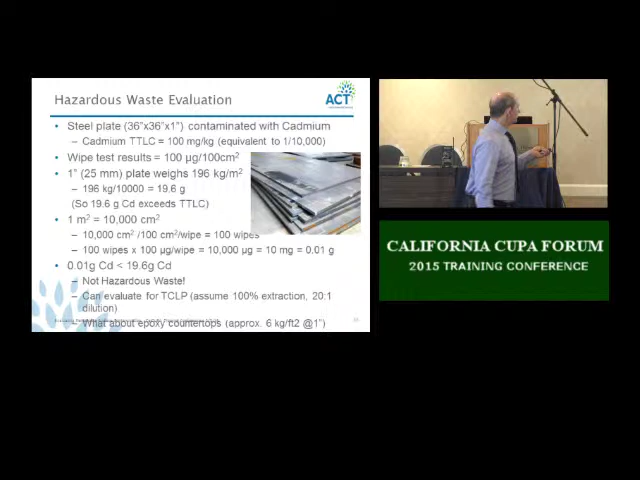 Hazardous Waste Evaluation
ACT
• Steel plate (36"x36"x1") contaminated with Cadmium
– Cadmium TTLC = 100 mg/kg (equivalent to 1/10,000)
• Wipe test results = 100 µg/100cm²
• 1" (25 mm) plate weighs 196 kg/m²
– 196 kg/10000 = 19.6 g
(So 19.6 g Cd exceeds TTLC)
• 1 m² = 10,000 cm²
– 10,000 cm² /100 cm²/wipe = 100 wipes
– 100 wipes x 100 µg/wipe = 10,000 µg = 10 mg = 0.01 g
• 0.01g Cd < 19.6g Cd
– Not Hazardous Waste!
– Can evaluate for TCLP (assume 100% extraction, 20:1
dilution)
– What about epoxy countertops (approx. 6 kg/ft2 @1")
CALIFORNIA CUPA FORUM
2015 TRAINING CONFERENCE